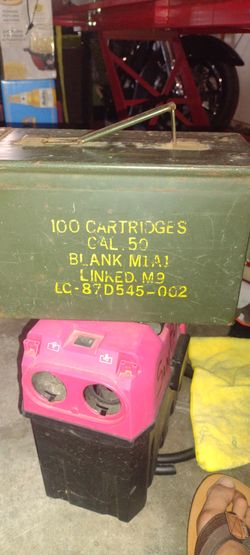 100 CARTRIDGES
CAL.50
BLANK M1A1
LINKED M9
LC-87D545-002